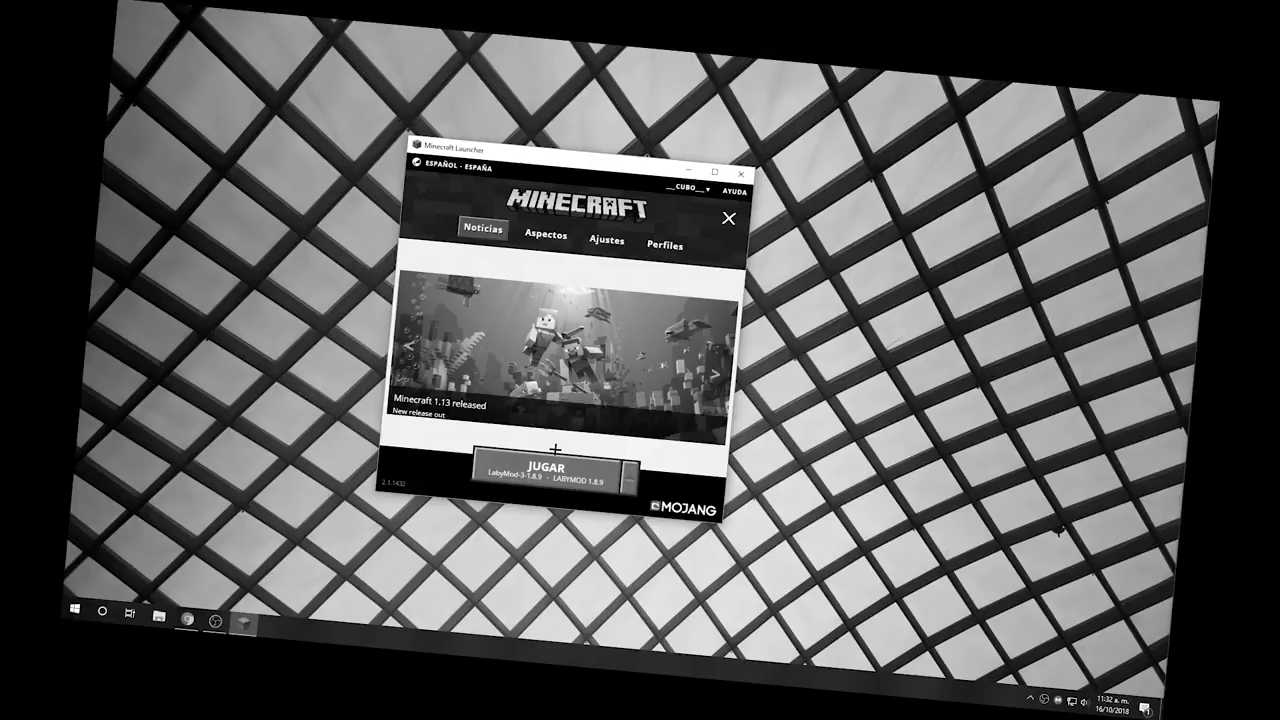 Minecraft Launcher
ESPAÑOL - ESPAÑA
__CUBO__ AYUDA
MINECRAFT
Noticias Aspectos Ajustes Perfiles
Minecraft 1.13 released
New release out
JUGAR
LabyMod-3-1.8.9 - LABYMOD 1.8.9
2.1.1432
MOJANG
11:32 a. m.
16/10/2018